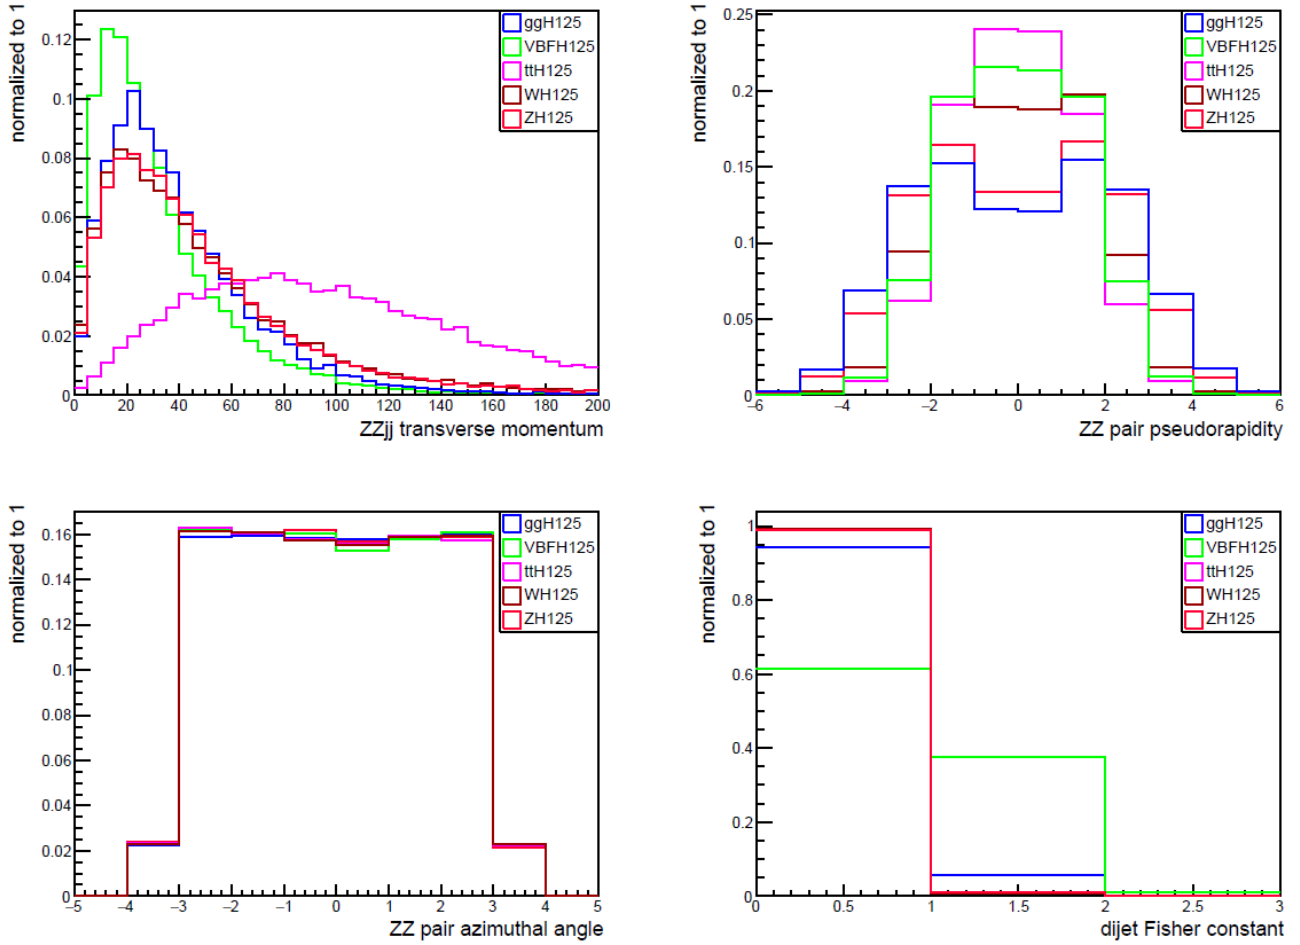 normalized to 1
0.12
0.1
0.08
0.06
0.04
0.02
0
ggH125
VBFH125
ttH125
WH125
ZH125
0 20 40 60 80 100 120 140 160 180 200
ZZjj transverse momentum
normalized to 1
0.25
0.2
0.15
0.1
0.05
0
ggH125
VBFH125
ttH125
WH125
ZH125
−6 −4 −2 0 2 4 6
ZZ pair pseudorapidity
normalized to 1
0.16
0.14
0.12
0.1
0.08
0.06
0.04
0.02
0
ggH125
VBFH125
ttH125
WH125
ZH125
−5 −4 −3 −2 −1 0 1 2 3 4 5
ZZ pair azimuthal angle
normalized to 1
1
0.8
0.6
0.4
0.2
0
ggH125
VBFH125
ttH125
WH125
ZH125
0 0.5 1 1.5 2 2.5 3
dijet Fisher constant